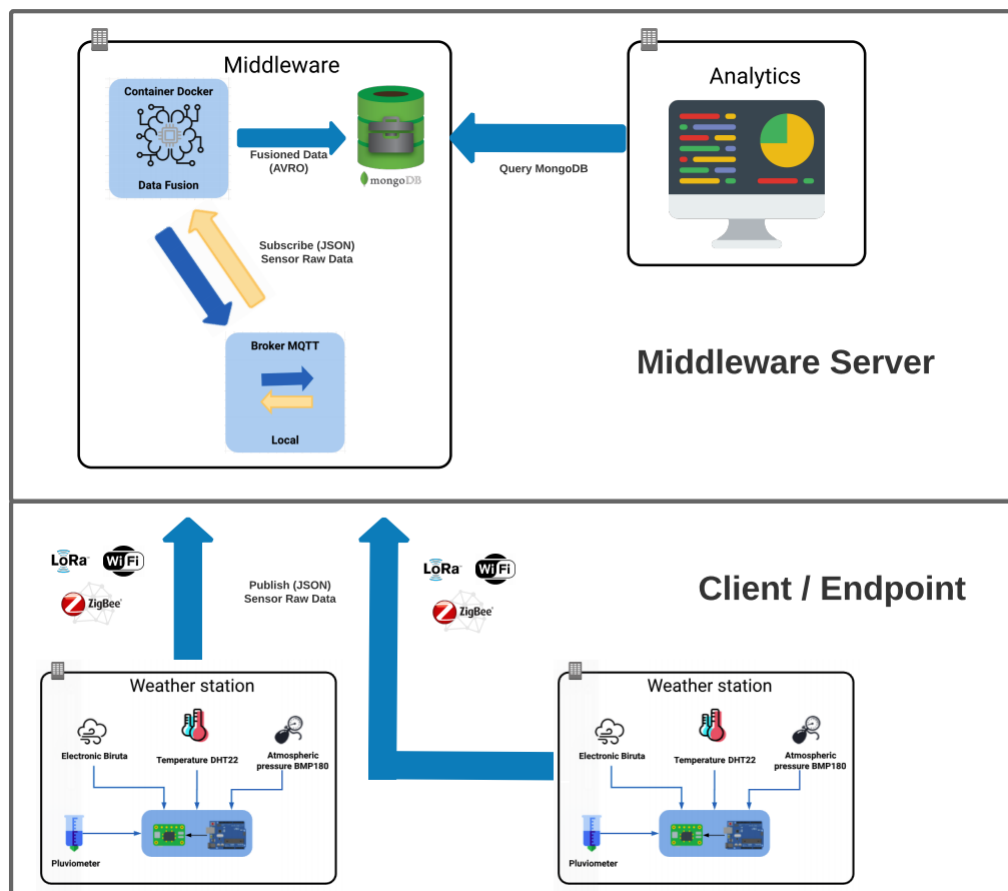 Middleware
Container Docker
Data Fusion
Fusioned Data
(AVRO)
mongoDB
Query MongoDB
Analytics
Subscribe (JSON)
Sensor Raw Data
Broker MQTT
Local
Middleware Server
LoRa
WiFi
ZigBee
Publish (JSON)
Sensor Raw Data
LoRa
WiFi
ZigBee
Client / Endpoint
Weather station
Electronic Biruta
Temperature DHT22
Atmospheric
pressure BMP180
Pluviometer
Weather station
Electronic Biruta
Temperature DHT22
Atmospheric
pressure BMP180
Pluviometer